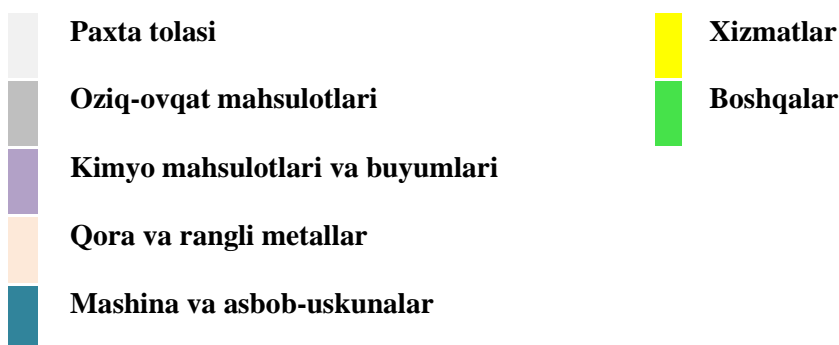 Paxta tolasi
Oziq-ovqat mahsulotlari
Kimyo mahsulotlari va buyumlari
Qora va rangli metallar
Mashina va asbob-uskunalar
Xizmatlar
Boshqalar